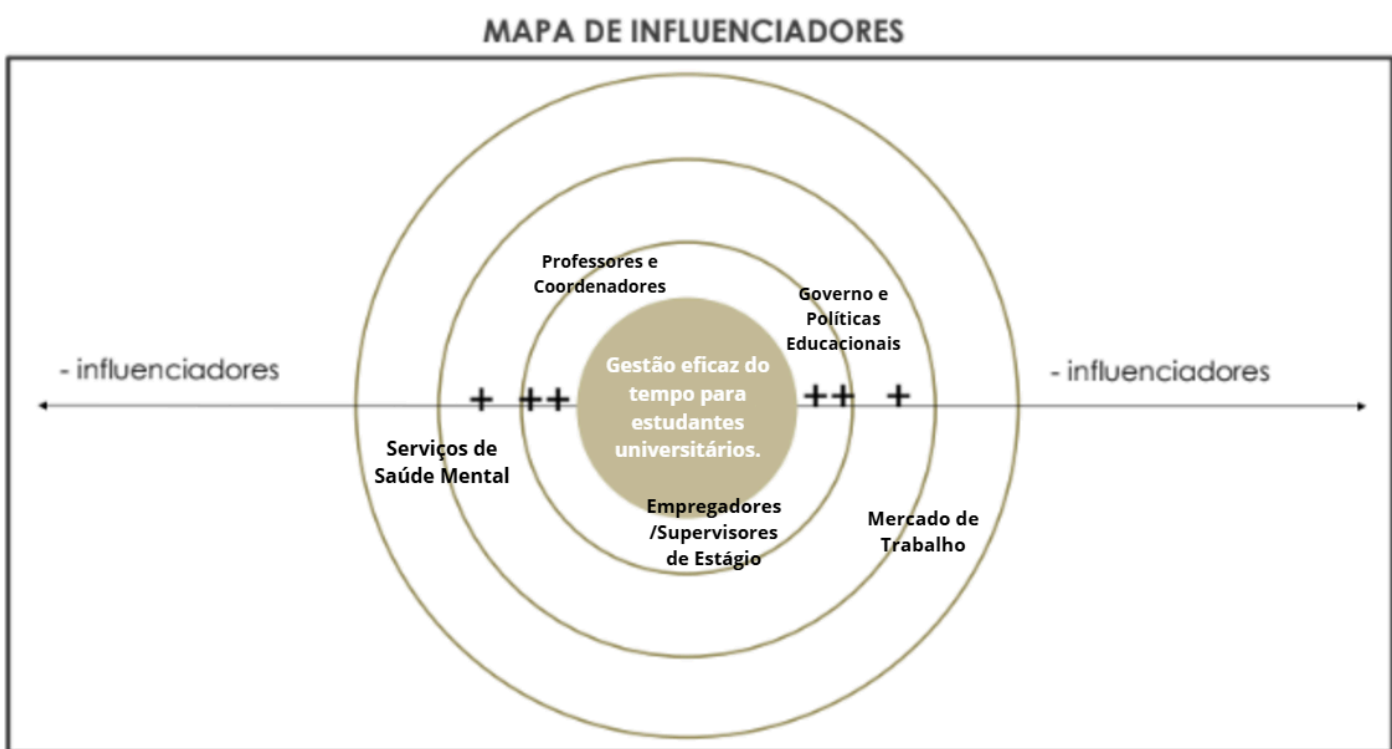 MAPA DE INFLUENCIADORES
Professores e
Coordenadores
Governo e
Políticas
Educacionais
- influenciadores
- influenciadores
+ ++
Gestão eficaz do
tempo para
estudantes
universitários.
++ +
Serviços de
Saúde Mental
Empregadores
/Supervisores
de Estágio
Mercado de
Trabalho